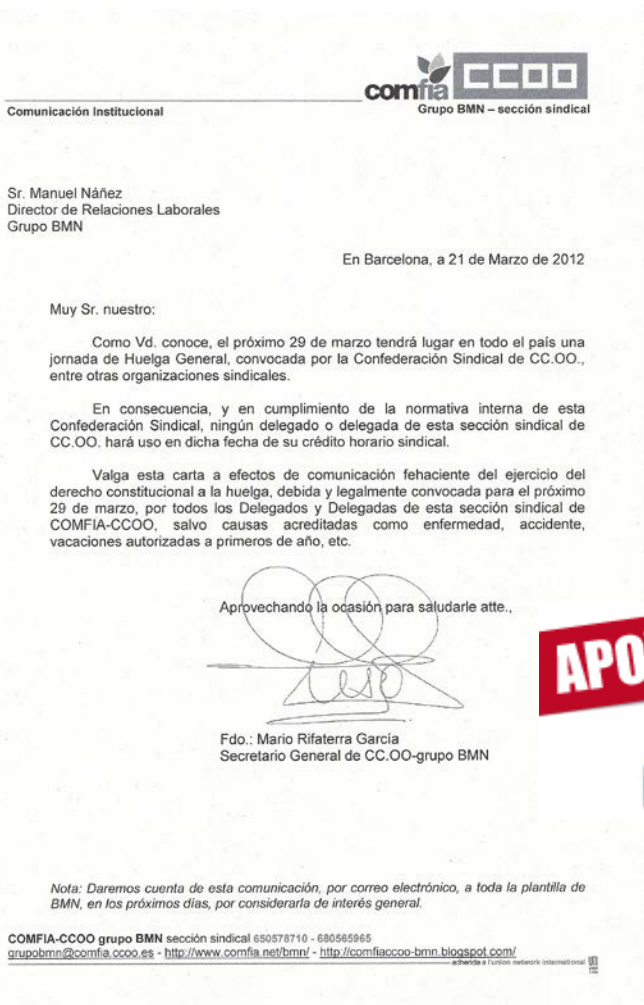 comfia CCOO
Grupo BMN – sección sindical
Comunicación Institucional
Sr. Manuel Náñez
Director de Relaciones Laborales
Grupo BMN
En Barcelona, a 21 de Marzo de 2012
Muy Sr. nuestro:
Como Vd. conoce, el próximo 29 de marzo tendrá lugar en todo el país una
jornada de Huelga General, convocada por la Confederación Sindical de CC.OO.,
entre otras organizaciones sindicales.
En consecuencia, y en cumplimiento de la normativa interna de esta
Confederación Sindical, ningún delegado o delegada de esta sección sindical de
CC.OO. hará uso en dicha fecha de su crédito horario sindical.
Valga esta carta a efectos de comunicación fehaciente del ejercicio del
derecho constitucional a la huelga, debida y legalmente convocada para el próximo
29 de marzo, por todos los Delegados y Delegadas de esta sección sindical de
COMFIA-CCOO, salvo causas acreditadas como enfermedad, accidente,
vacaciones autorizadas a primeros de año, etc.
Aprovechando la ocasión para saludarle atte.,
APO
Fdo.: Mario Rifaterra García
Secretario General de CC.OO-grupo BMN
Nota: Daremos cuenta de esta comunicación, por correo electrónico, a toda la plantilla de
BMN, en los próximos días, por considerarla de interés general.
COMFIA-CCOO grupo BMN sección sindical 650578710 - 680565965
grupobmn@comfia.ccoo.es - http://www.comfia.net/bmn/ - http://comfiaccoo-bmn.blogspot.com/
adherida a l'union network international